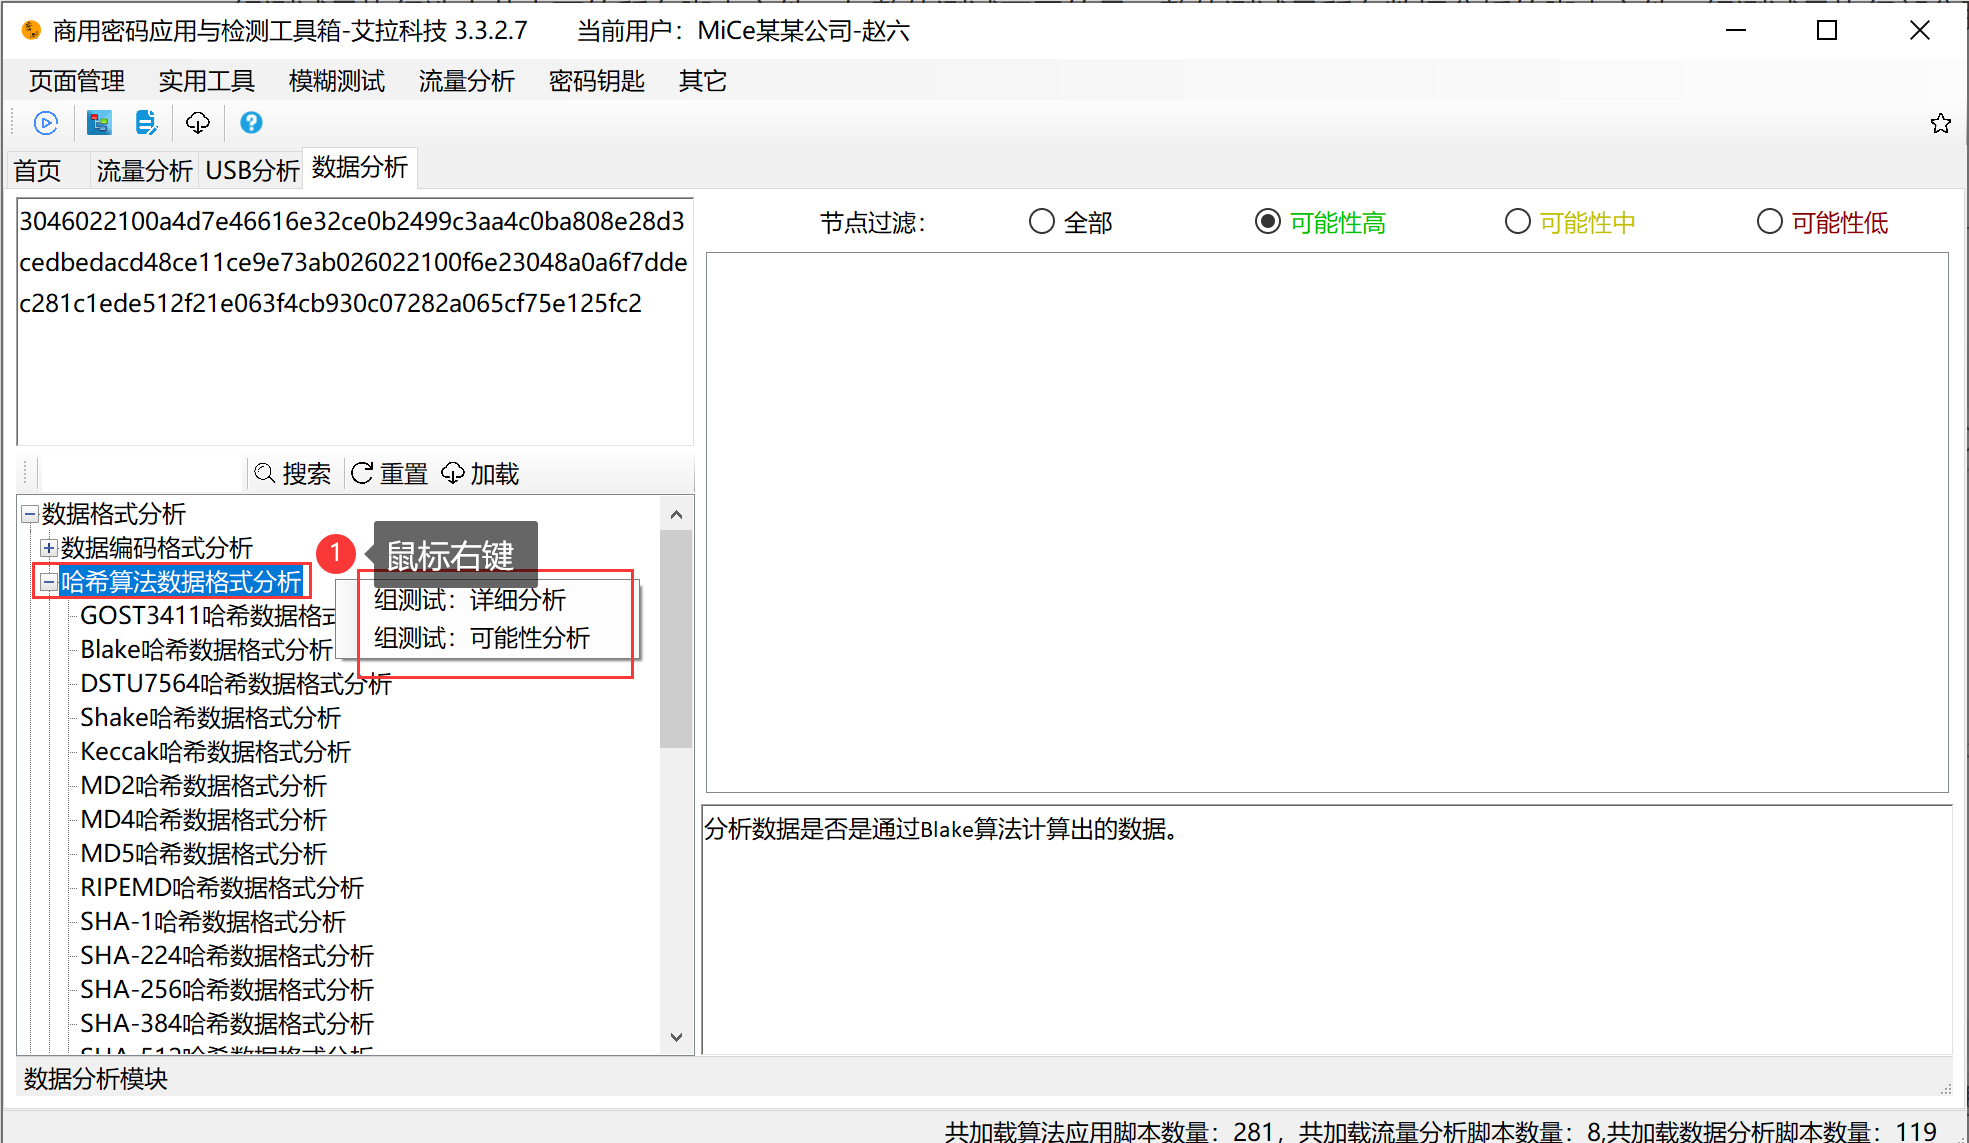 商用密码应用与检测工具箱-艾拉科技 3.3.2.7 当前用户：MiCe某某公司-赵六
页面管理 实用工具 模糊测试 流量分析 密码钥匙 其它
首页 流量分析 USB分析 数据分析
3046022100a4d7e46616e32ce0b2499c3aa4c0ba808e28d3
cedbedacd48ce11ce9e73ab026022100f6e23048a0a6f7dde
c281c1ede512f21e063f4cb930c07282a065cf75e125fc2
节点过滤： 全部 可能性高 可能性中 可能性低
搜索 重置 加载
数据格式分析
数据编码格式分析
1 鼠标右键
哈希算法数据格式分析
组测试：详细分析
组测试：可能性分析
GOST3411哈希数据格式
Blake哈希数据格式分析
DSTU7564哈希数据格式分析
Shake哈希数据格式分析
Keccak哈希数据格式分析
MD2哈希数据格式分析
MD4哈希数据格式分析
MD5哈希数据格式分析
RIPEMD哈希数据格式分析
SHA-1哈希数据格式分析
SHA-224哈希数据格式分析
SHA-256哈希数据格式分析
SHA-384哈希数据格式分析
SHA-512哈希数据格式分析
分析数据是否是通过Blake算法计算出的数据。
数据分析模块
共加载算法应用脚本数量：281，共加载流量分析脚本数量：8,共加载数据分析脚本数量：119